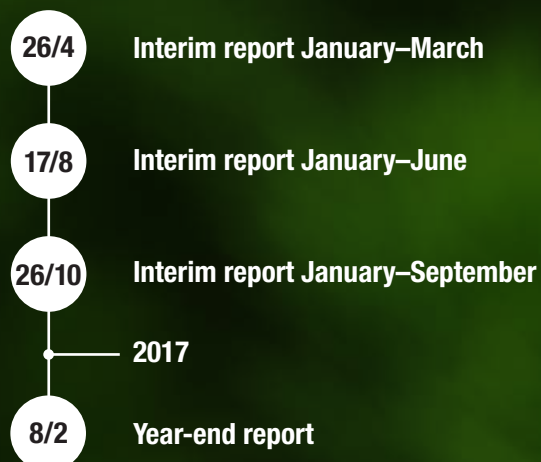 26/4 Interim report January–March
17/8 Interim report January–June
26/10 Interim report January–September
2017
8/2 Year-end report